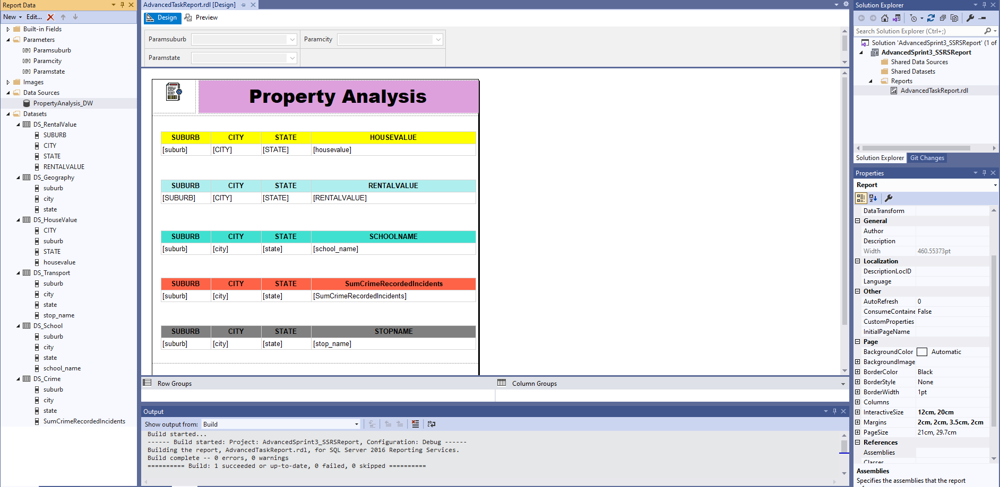 Report Data
New Edit...
Built-in Fields
Parameters
Paramsuburb
Paramcity
Paramstate
Images
Data Sources
PropertyAnalysis_DW
Datasets
DS_RentalValue
SUBURB
CITY
STATE
RENTALVALUE
DS_Geography
suburb
city
state
DS_HouseValue
CITY
suburb
STATE
housevalue
DS_Transport
suburb
city
state
stop_name
DS_School
suburb
city
state
school_name
DS_Crime
suburb
city
state
SumCrimeRecordedIncidents
AdvancedTaskReport.rdl [Design]
Design Preview
Paramsuburb Paramcity
Paramstate
Property Analysis
SUBURB CITY STATE HOUSEVALUE
[suburb] [CITY] [STATE] [housevalue]
SUBURB CITY STATE RENTALVALUE
[SUBURB] [CITY] [STATE] [RENTALVALUE]
SUBURB CITY STATE SCHOOLNAME
[suburb] [city] [state] [school_name]
SUBURB CITY STATE SumCrimeRecordedIncidents
[suburb] [city] [state] [SumCrimeRecordedIncidents]
SUBURB CITY STATE STOPNAME
[suburb] [city] [state] [stop_name]
Row Groups Column Groups
Output
Show output from: Build
Build started...
------ Build started: Project: AdvancedSprint3_SSRSReport, Configuration: Debug ------
Building the report, AdvancedTaskReport.rdl, for SQL Server 2016 Reporting Services.
Build complete -- 0 errors, 0 warnings
========== Build: 1 succeeded or up-to-date, 0 failed, 0 skipped ==========
Solution Explorer
Search Solution Explorer (Ctrl+;)
Solution 'AdvancedSprint3_SSRSReport' (1 of
AdvancedSprint3_SSRSReport
Shared Data Sources
Shared Datasets
Reports
AdvancedTaskReport.rdl
Solution Explorer Git Changes
Properties
Report
DataTransform
General
Author
Description
Width 460.55373pt
Localization
DescriptionLocID
Language
Other
AutoRefresh 0
ConsumeContaine False
CustomProperties
InitialPageName
Page
BackgroundColor Automatic
BackgroundImage
BorderColor Black
BorderStyle None
BorderWidth 1pt
Columns
InteractiveSize 12cm, 20cm
Margins 2cm, 2cm, 3.5cm, 2cm
PageSize 21cm, 29.7cm
References
Assemblies
Classes
Assemblies
Specifies the assemblies that the report